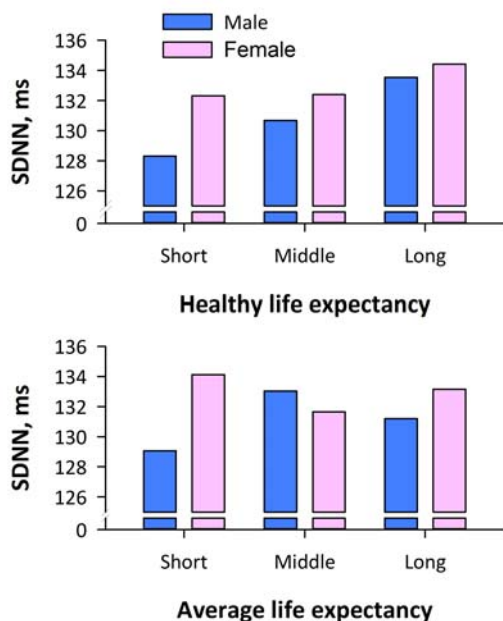 Male
Female
SDNN, ms
136
134
132
130
128
126
0
Short Middle Long
Healthy life expectancy
SDNN, ms
136
134
132
130
128
126
0
Short Middle Long
Average life expectancy